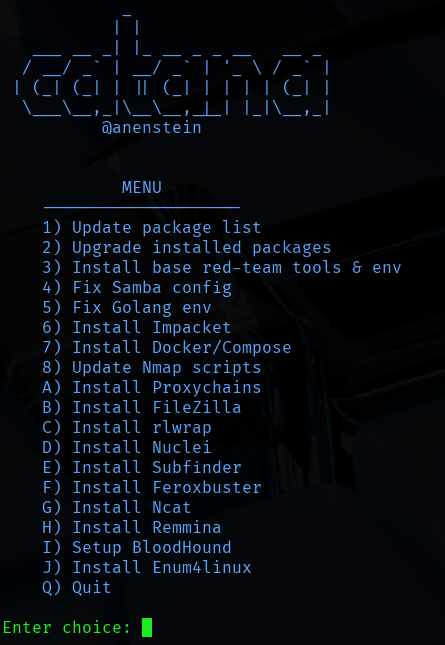 catana
@anenstein
MENU
1) Update package list
2) Upgrade installed packages
3) Install base red-team tools & env
4) Fix Samba config
5) Fix Golang env
6) Install Impacket
7) Install Docker/Compose
8) Update Nmap scripts
A) Install Proxychains
B) Install FileZilla
C) Install rlwrap
D) Install Nuclei
E) Install Subfinder
F) Install Feroxbuster
G) Install Ncat
H) Install Remmina
I) Setup BloodHound
J) Install Enum4linux
Q) Quit
Enter choice: